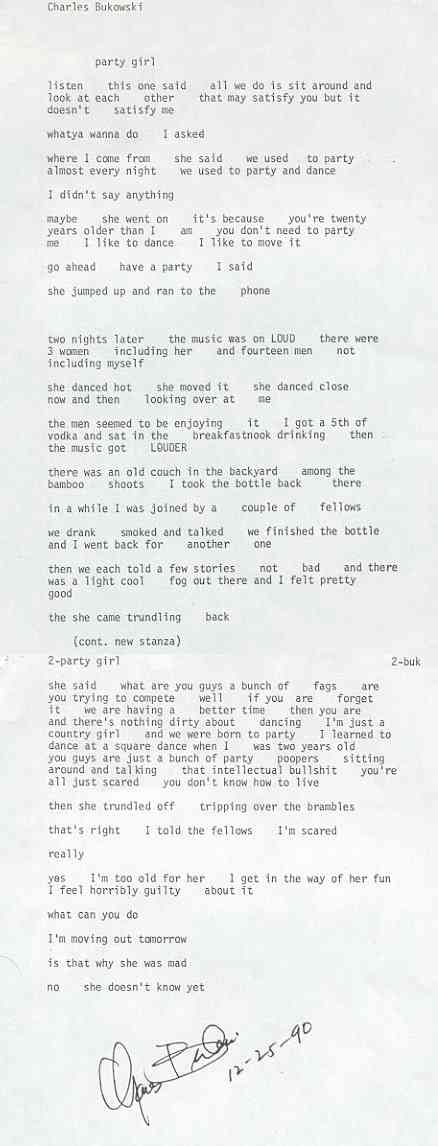 Charles Bukowski
party girl
listen    this one said    all we do is sit around and
look at each    other    that may satisfy you but it
doesn't    satisfy me
whatya wanna do    I asked
where I come from    she said    we used   to party
almost every night    we used to party and dance
I didn't say anything
maybe    she went on    it's because    you're twenty
years older than I    am    you don't need to party
me    I like to dance    I like to move it
go ahead    have a party    I said
she jumped up and ran to the    phone
two nights later    the music was on LOUD    there were
3 women    including her    and fourteen men    not
including myself
she danced hot    she moved it    she danced close
now and then    looking over at    me
the men seemed to be enjoying    it    I got a 5th of
vodka and sat in the    breakfastnook drinking    then
the music got    LOUDER
there was an old couch in the backyard    among the
bamboo    shoots    I took the bottle back    there
in a while I was joined by a    couple of    fellows
we drank    smoked and talked    we finished the bottle
and I went back for    another    one
then we each told a few stories    not    bad    and there
was a light cool    fog out there and I felt pretty
good
the she came trundling    back
(cont. new stanza)
2-party girl    2-buk
she said    what are you guys a bunch of    fags    are
you trying to compete    well    if you are    forget
it    we are having a    better time    then you are
and there's nothing dirty about    dancing    I'm just a
country girl    and we were born to party    I learned to
dance at a square dance when I    was two years old
you guys are just a bunch of party    poopers    sitting
around and talking    that intellectual bullshit    you're
all just scared    you don't know how to live
then she trundled off    tripping over the brambles
that's right    I told the fellows    I'm scared
really
yes    I'm too old for her    I get in the way of her fun
I feel horribly guilty    about it
what can you do
I'm moving out tomorrow
is that why she was mad
no    she doesn't know yet
12-25-90